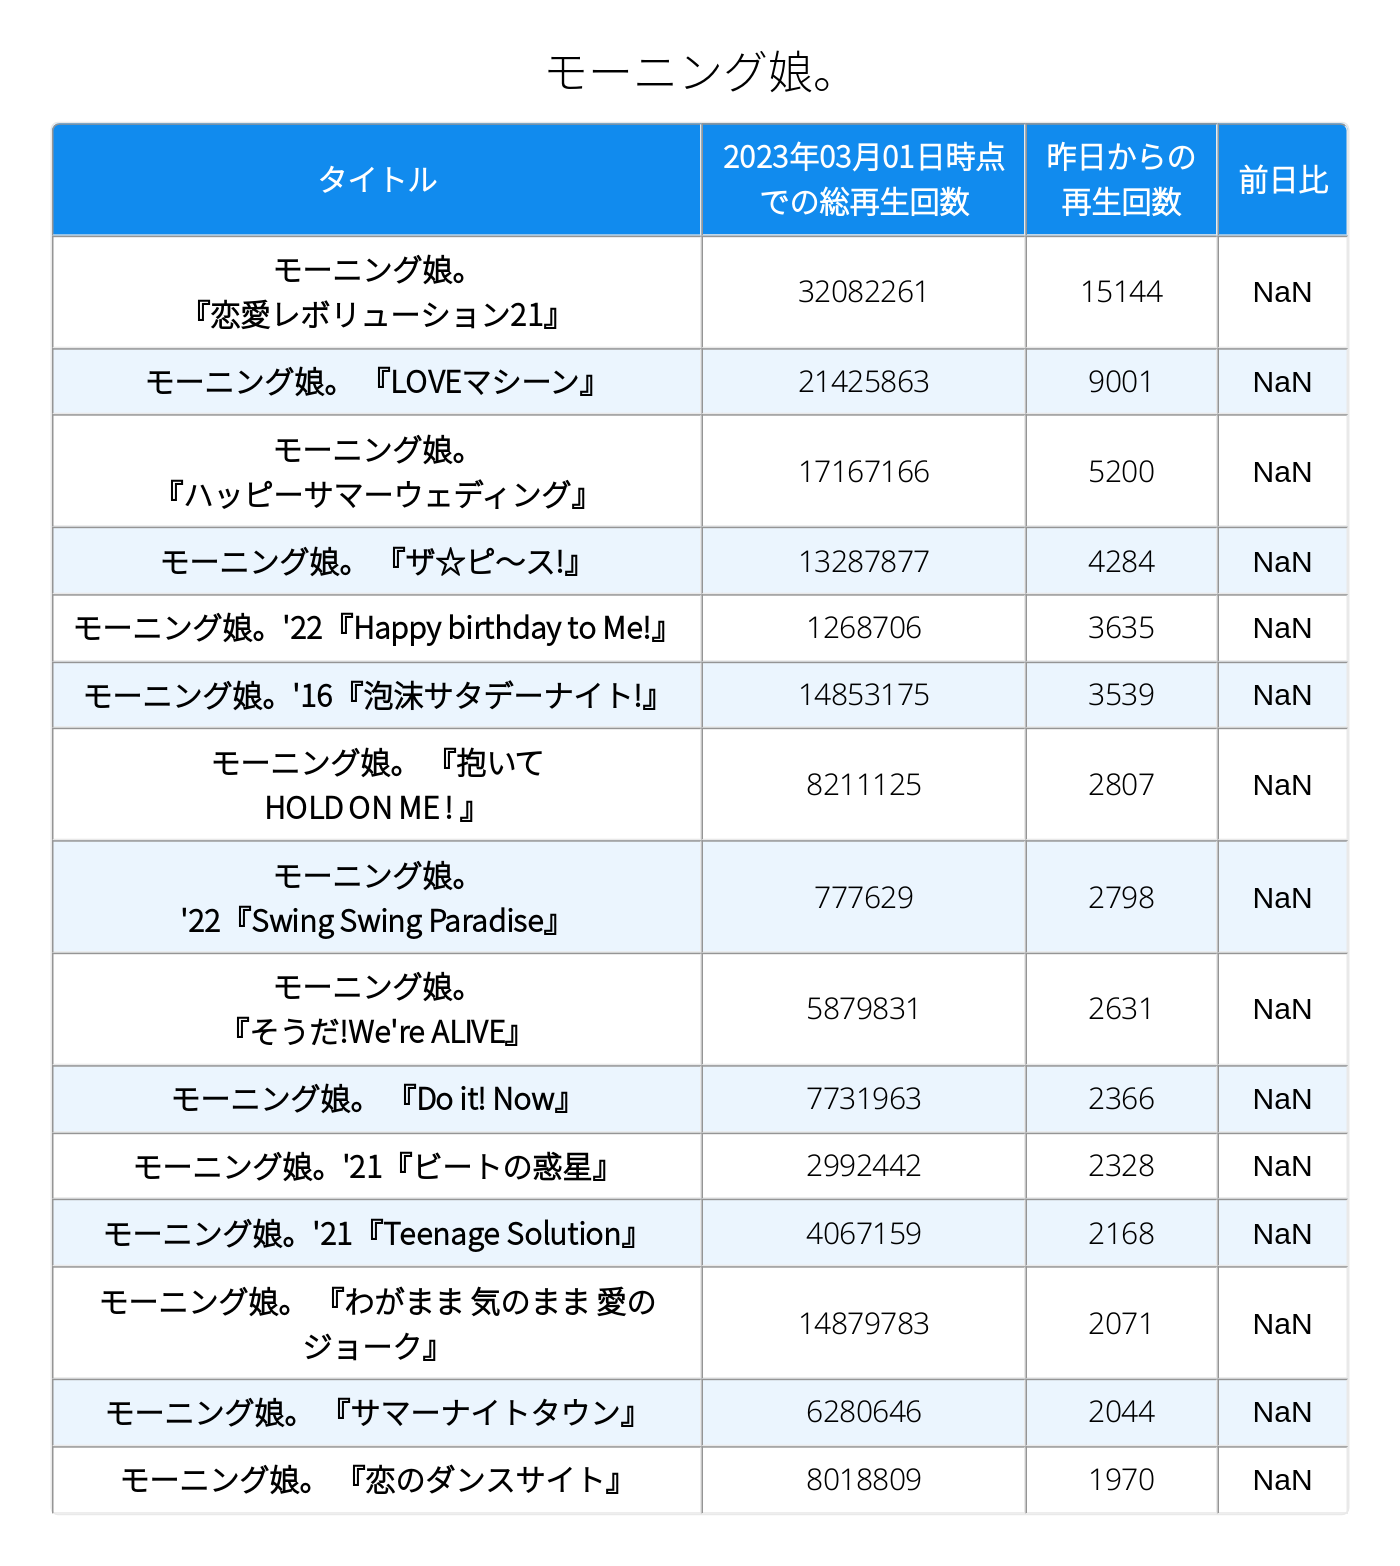 モーニング娘。
タイトル
2023年03月01日時点
での総再生回数
昨日からの
再生回数
前日比
モーニング娘。
『恋愛レボリューション21』
32082261
15144
NaN
モーニング娘。 『LOVEマシーン』
21425863
9001
NaN
モーニング娘。
『ハッピーサマーウェディング』
17167166
5200
NaN
モーニング娘。 『ザ☆ピ〜ス!』
13287877
4284
NaN
モーニング娘。'22『Happy birthday to Me!』
1268706
3635
NaN
モーニング娘。'16『泡沫サタデーナイト!』
14853175
3539
NaN
モーニング娘。 『抱いて
HOLD ON ME! 』
8211125
2807
NaN
モーニング娘。
'22『Swing Swing Paradise』
777629
2798
NaN
モーニング娘。
『そうだ!We're ALIVE』
5879831
2631
NaN
モーニング娘。 『Do it! Now』
7731963
2366
NaN
モーニング娘。'21『ビートの惑星』
2992442
2328
NaN
モーニング娘。'21『Teenage Solution』
4067159
2168
NaN
モーニング娘。 『わがまま 気のまま 愛の
ジョーク』
14879783
2071
NaN
モーニング娘。 『サマーナイトタウン』
6280646
2044
NaN
モーニング娘。 『恋のダンスサイト』
8018809
1970
NaN